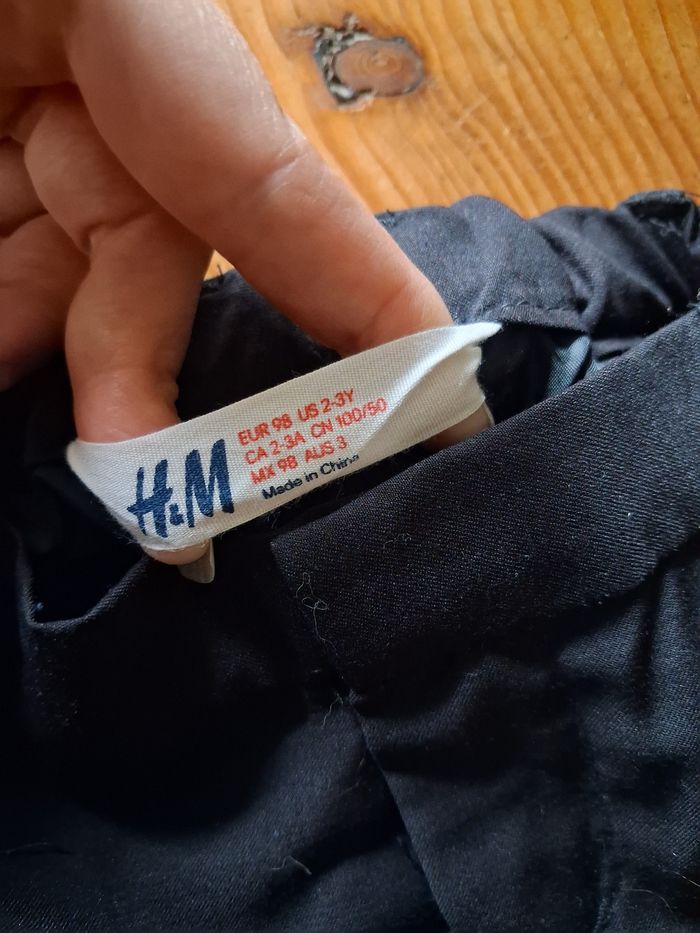 H&M
EUR 98 US 2-3Y
CA 2-3A CN 100/50
MX 98 AUS 3
Made in China